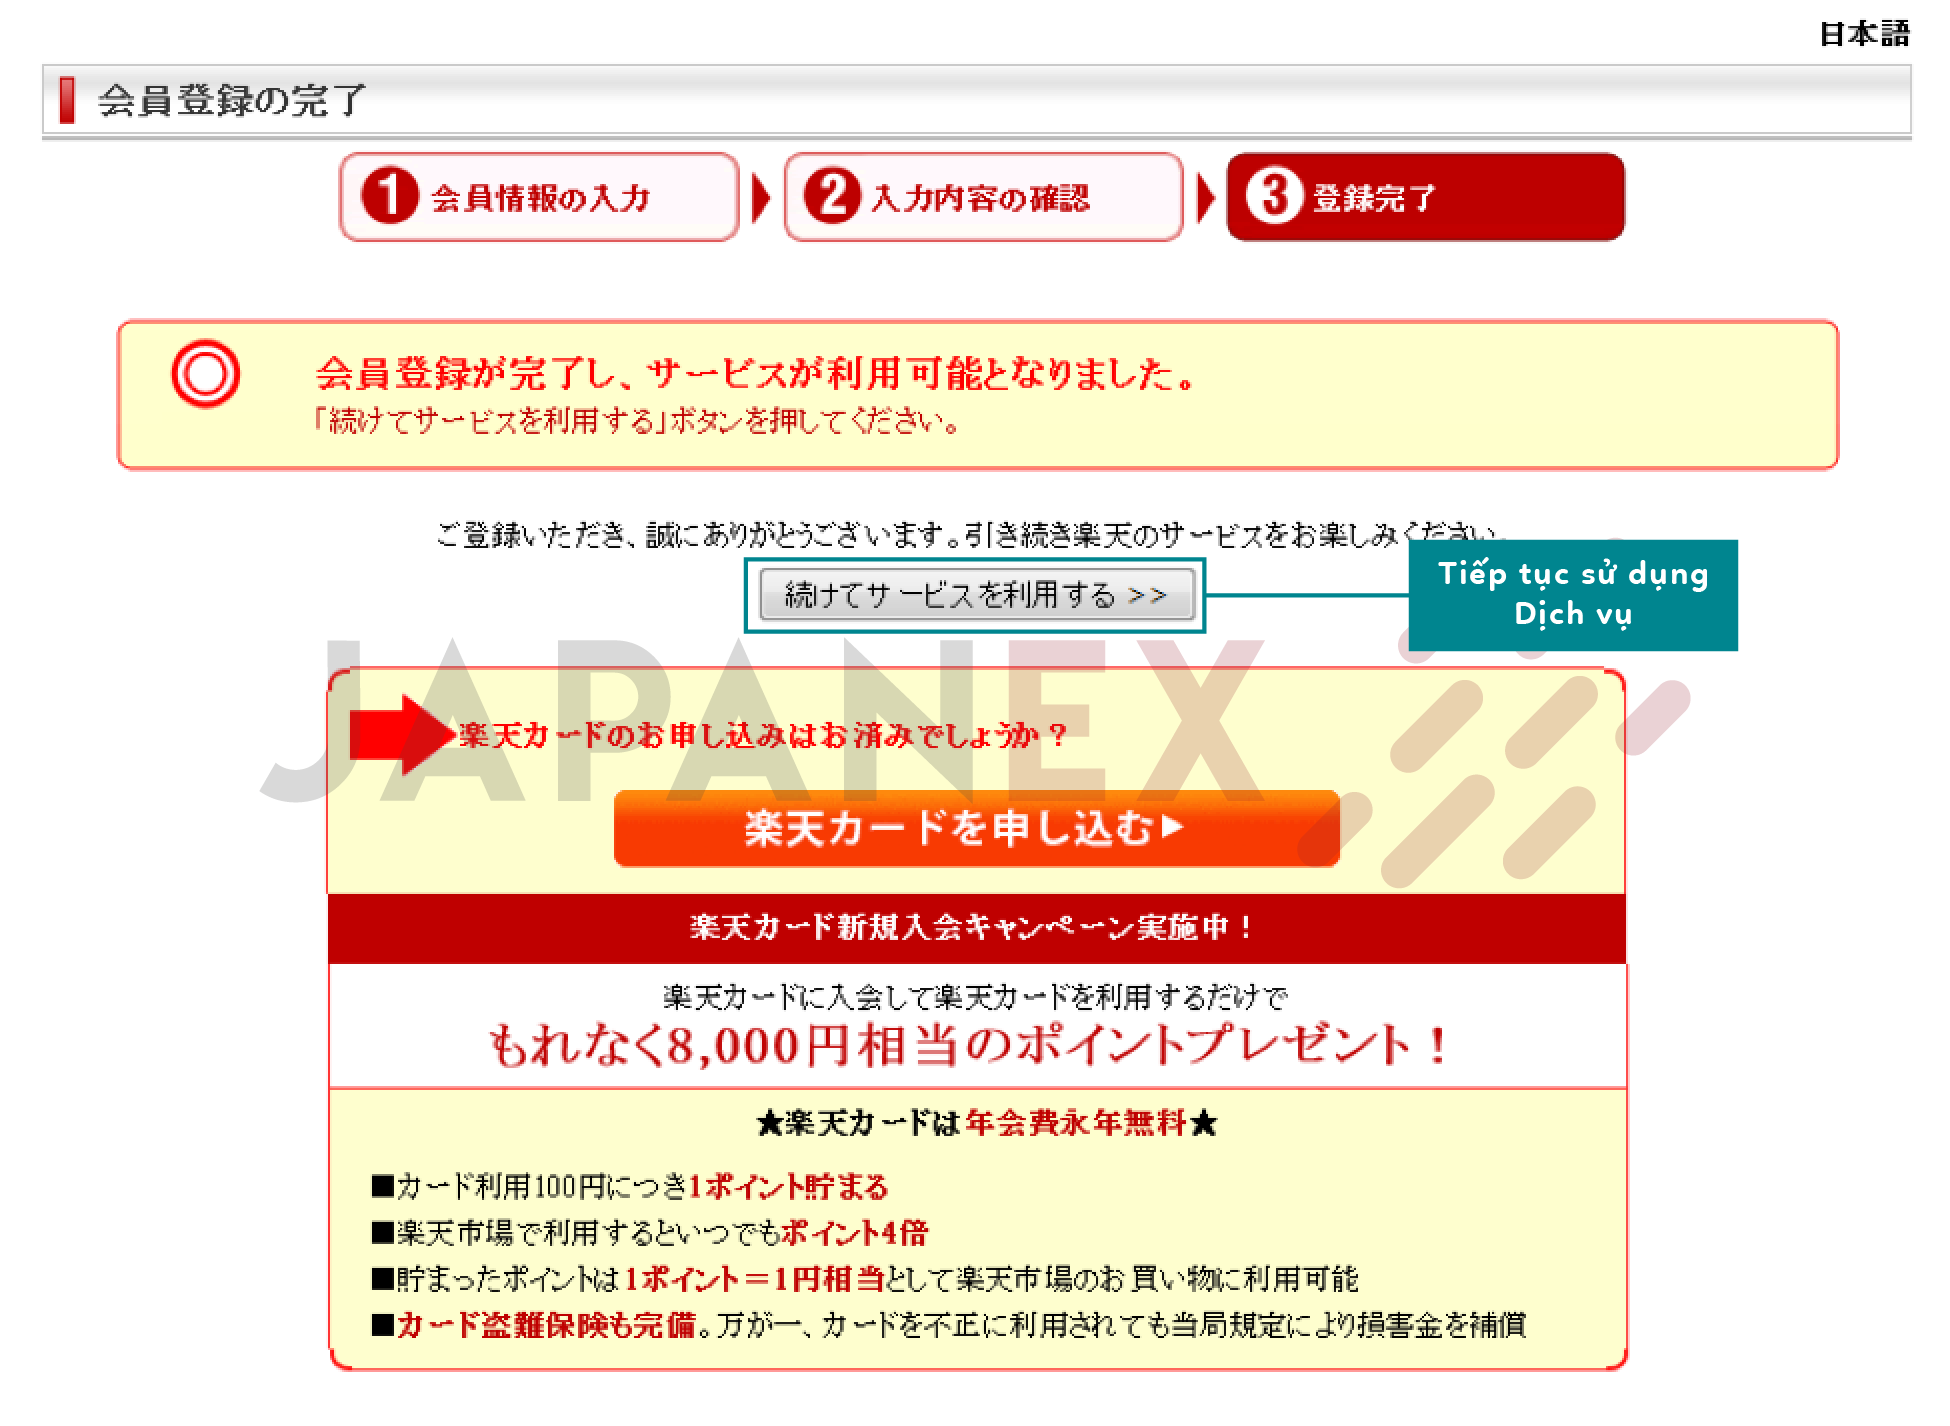 日本語
会員登録の完了
1 会員情報の入力
2 入力内容の確認
3 登録完了
会員登録が完了し、サービスが利用可能となりました。
「続けてサービスを利用する」ボタンを押してください。
ご登録いただき、誠にありがとうございます。引き続き楽天のサービスをお楽しみください。
続けてサービスを利用する >>
Tiếp tục sử dụng
Dịch vụ
JAPANEX
楽天カードのお申し込みはお済みでしょうか？
楽天カードを申し込む
楽天カード新規入会キャンペーン実施中！
楽天カードに入会して楽天カードを利用するだけで
もれなく8,000円相当のポイントプレゼント！
★楽天カードは年会費永年無料★
■カード利用100円につき1ポイント貯まる
■楽天市場で利用するといつでもポイント4倍
■貯まったポイントは1ポイント＝1円相当として楽天市場のお買い物に利用可能
■カード盗難保険も完備。万が一、カードを不正に利用されても当局規定により損害金を補償